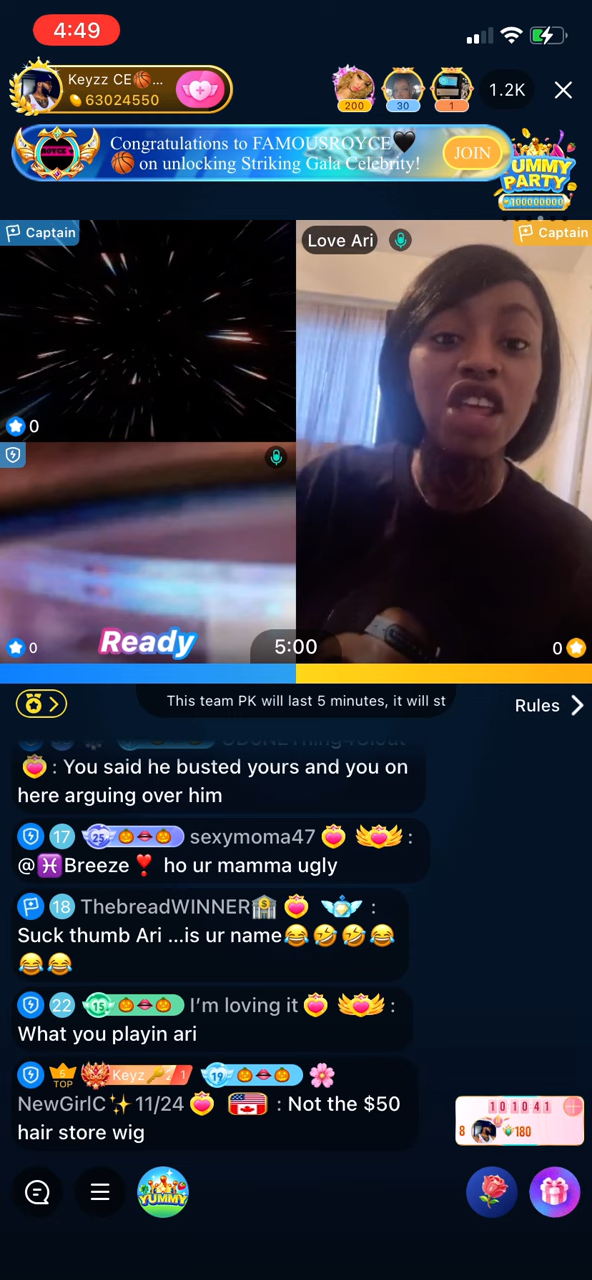 4:49
Keyzz CE🏀...
63024550
200
30
1
1.2K
Congratulations to FAMOUSROYCE🖤
🏀 on unlocking Striking Gala Celebrity!
JOIN
YUMMY
PARTY
Captain
Love Ari
Captain
0
0
Ready
5:00
0
This team PK will last 5 minutes, it will st
Rules
: You said he busted yours and you on
here arguing over him
17 25 🎃👄🎃 sexymoma47 :
@♓Breeze❣️ ho ur mamma ugly
18 ThebreadWINNER🏦 :
Suck thumb Ari ...is ur name😂🤣🤣😂
😂😂
22 15 🎃👄🎃 I'm loving it :
What you playin ari
5 TOP Keyz🔑 1 19 🎃👄🎃 🌸
NewGirlC✨11/24 : Not the $50
hair store wig
101041
8 180
YUMMY